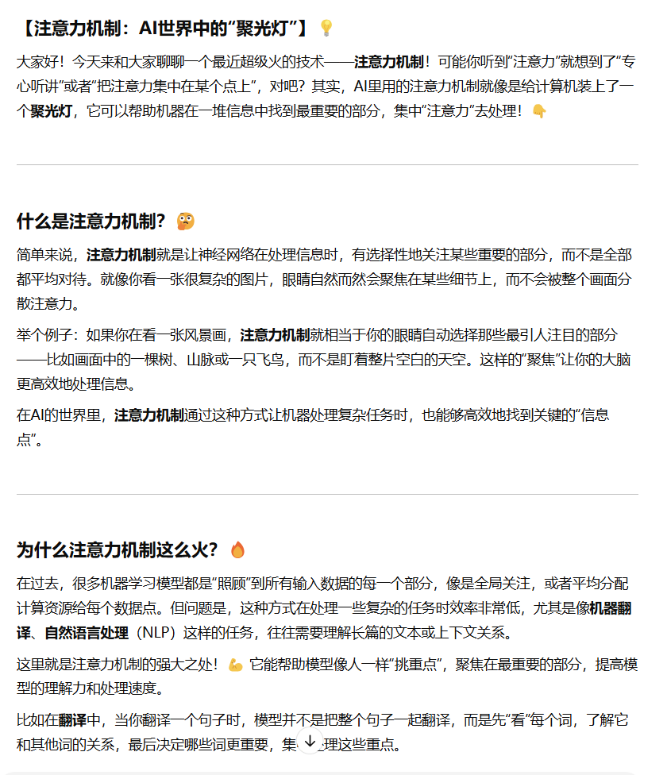 【注意力机制：AI世界中的“聚光灯”】💡
大家好！今天来和大家聊聊一个最近超级火的技术——注意力机制！可能你听到“注意力”就想到了“专
心听讲”或者“把注意力集中在某个点上”，对吧？其实，AI里用的注意力机制就像是给计算机装上了一
个聚光灯，它可以帮助机器在一堆信息中找到最重要的部分，集中“注意力”去处理！👇
什么是注意力机制？🤔
简单来说，注意力机制就是让神经网络在处理信息时，有选择性地关注某些重要的部分，而不是全部
都平均对待。就像你看一张很复杂的图片，眼睛自然而然会聚焦在某些细节上，而不会被整个画面分
散注意力。
举个例子：如果你在看一张风景画，注意力机制就相当于你的眼睛自动选择那些最引人注目的部分
——比如画面中的一棵树、山脉或一只飞鸟，而不是盯着整片空白的天空。这样的“聚焦”让你的大脑
更高效地处理信息。
在AI的世界里，注意力机制通过这种方式让机器处理复杂任务时，也能够高效地找到关键的“信息
点”。
为什么注意力机制这么火？🔥
在过去，很多机器学习模型都是“照顾”到所有输入数据的每一个部分，像是全局关注，或者平均分配
计算资源给每个数据点。但问题是，这种方式在处理一些复杂的任务时效率非常低，尤其是像机器翻
译、自然语言处理（NLP）这样的任务，往往需要理解长篇的文本或上下文关系。
这里就是注意力机制的强大之处！💪 它能帮助模型像人一样“挑重点”，聚焦在最重要的部分，提高模
型的理解力和处理速度。
比如在翻译中，当你翻译一个句子时，模型并不是把整个句子一起翻译，而是先“看”每个词，了解它
和其他词的关系，最后决定哪些词更重要，集 理这些重点。